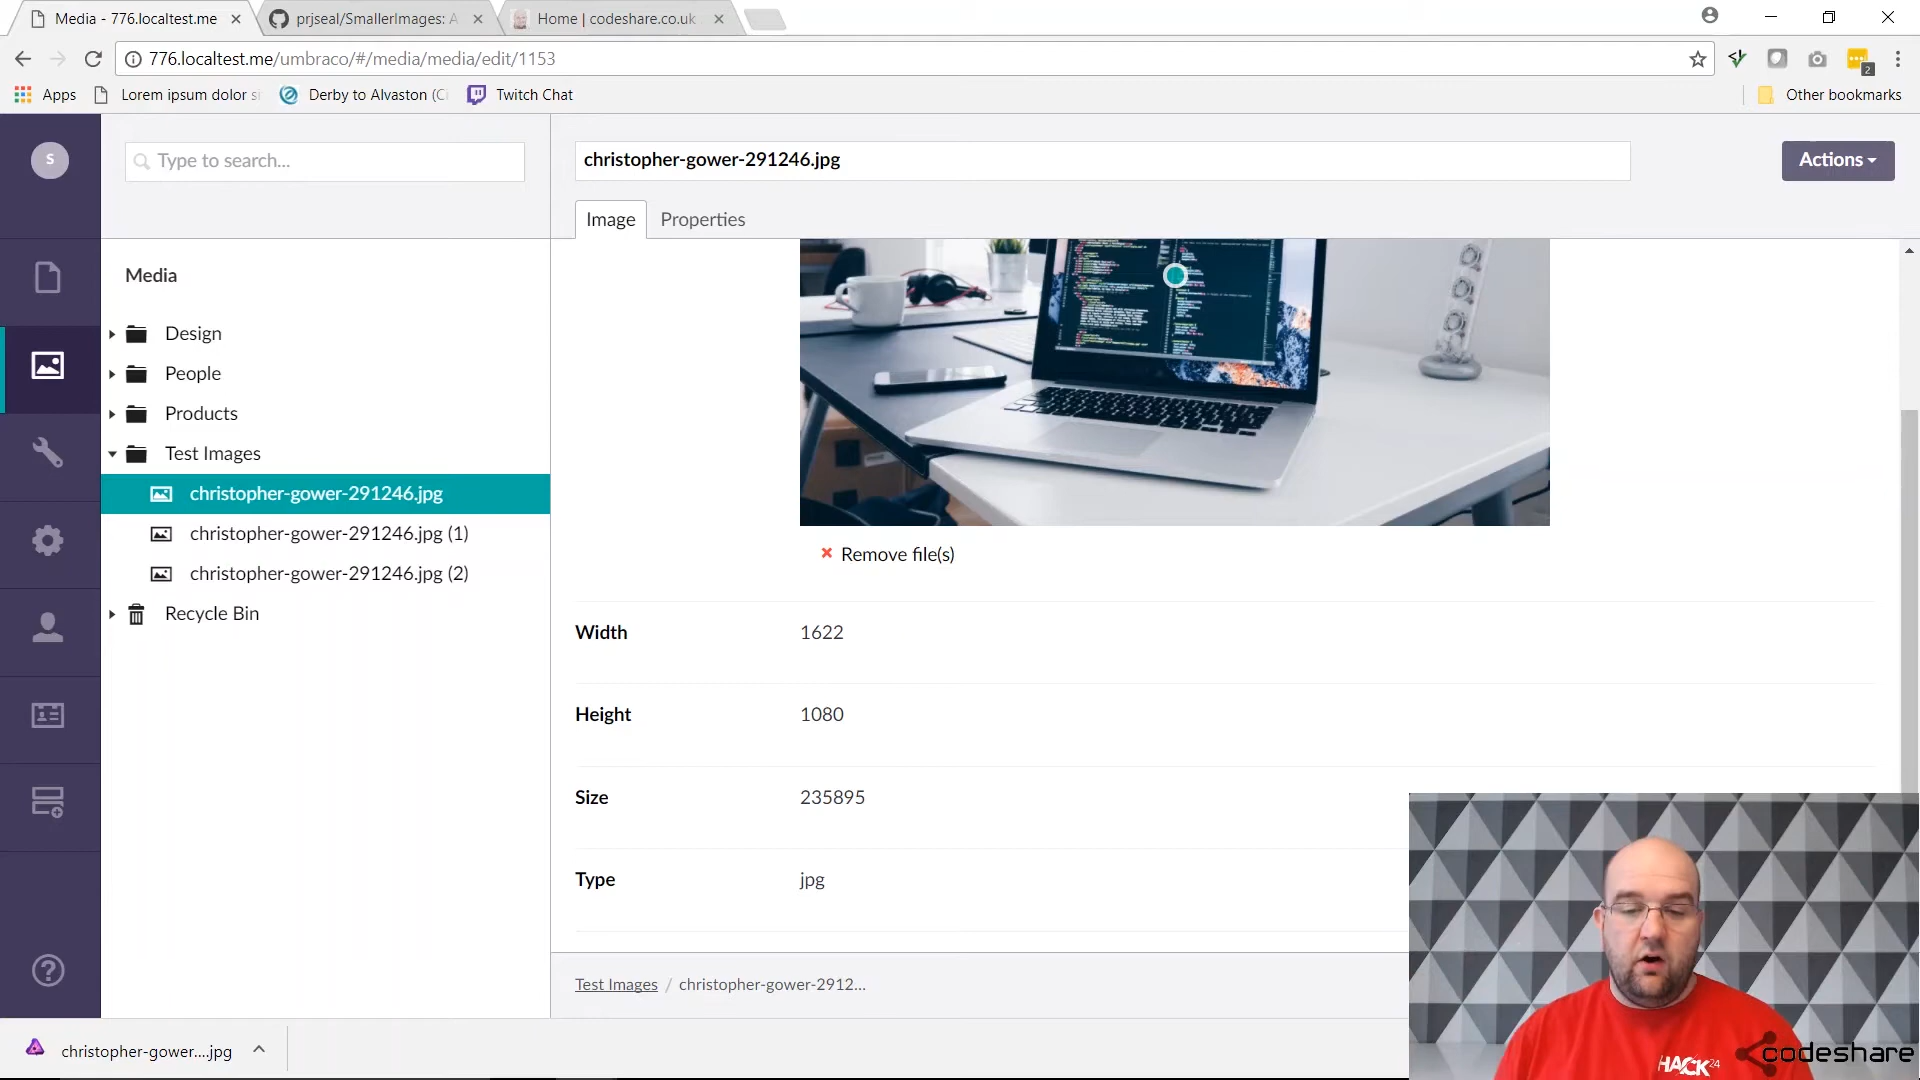 Media - 776.localtest.me
prjseal/SmallerImages: A
Home | codeshare.co.uk
776.localtest.me/umbraco/#/media/media/edit/1153
2
Apps
Lorem ipsum dolor si
Derby to Alvaston (Ci
Twitch Chat
Other bookmarks
S
Type to search...
christopher-gower-291246.jpg
Actions
Image
Properties
Media
Design
People
Products
Test Images
christopher-gower-291246.jpg
christopher-gower-291246.jpg (1)
christopher-gower-291246.jpg (2)
Recycle Bin
Remove file(s)
Width
1622
Height
1080
Size
235895
Type
jpg
Test Images / christopher-gower-2912...
christopher-gower....jpg
HACK24
codeshare